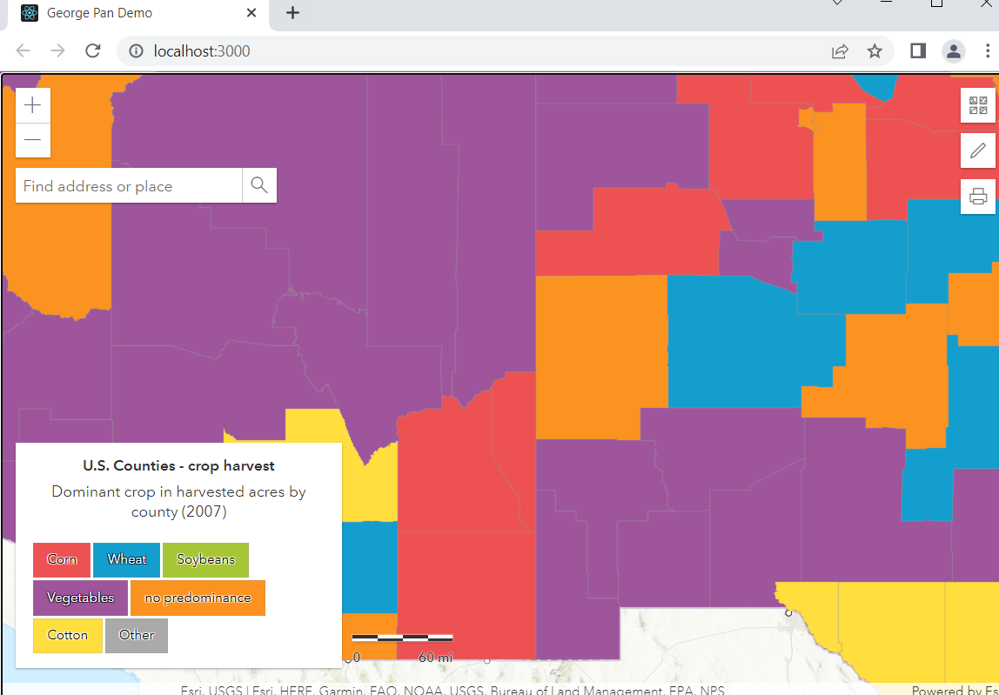 George Pan Demo
localhost:3000
Find address or place
U.S. Counties - crop harvest
Dominant crop in harvested acres by
county (2007)
Corn Wheat Soybeans
Vegetables no predominance
Cotton Other
0 60 mi
Esri, USGS | Esri, HERE, Garmin, FAO, NOAA, USGS, Bureau of Land Management, EPA, NPS
Powered by Es